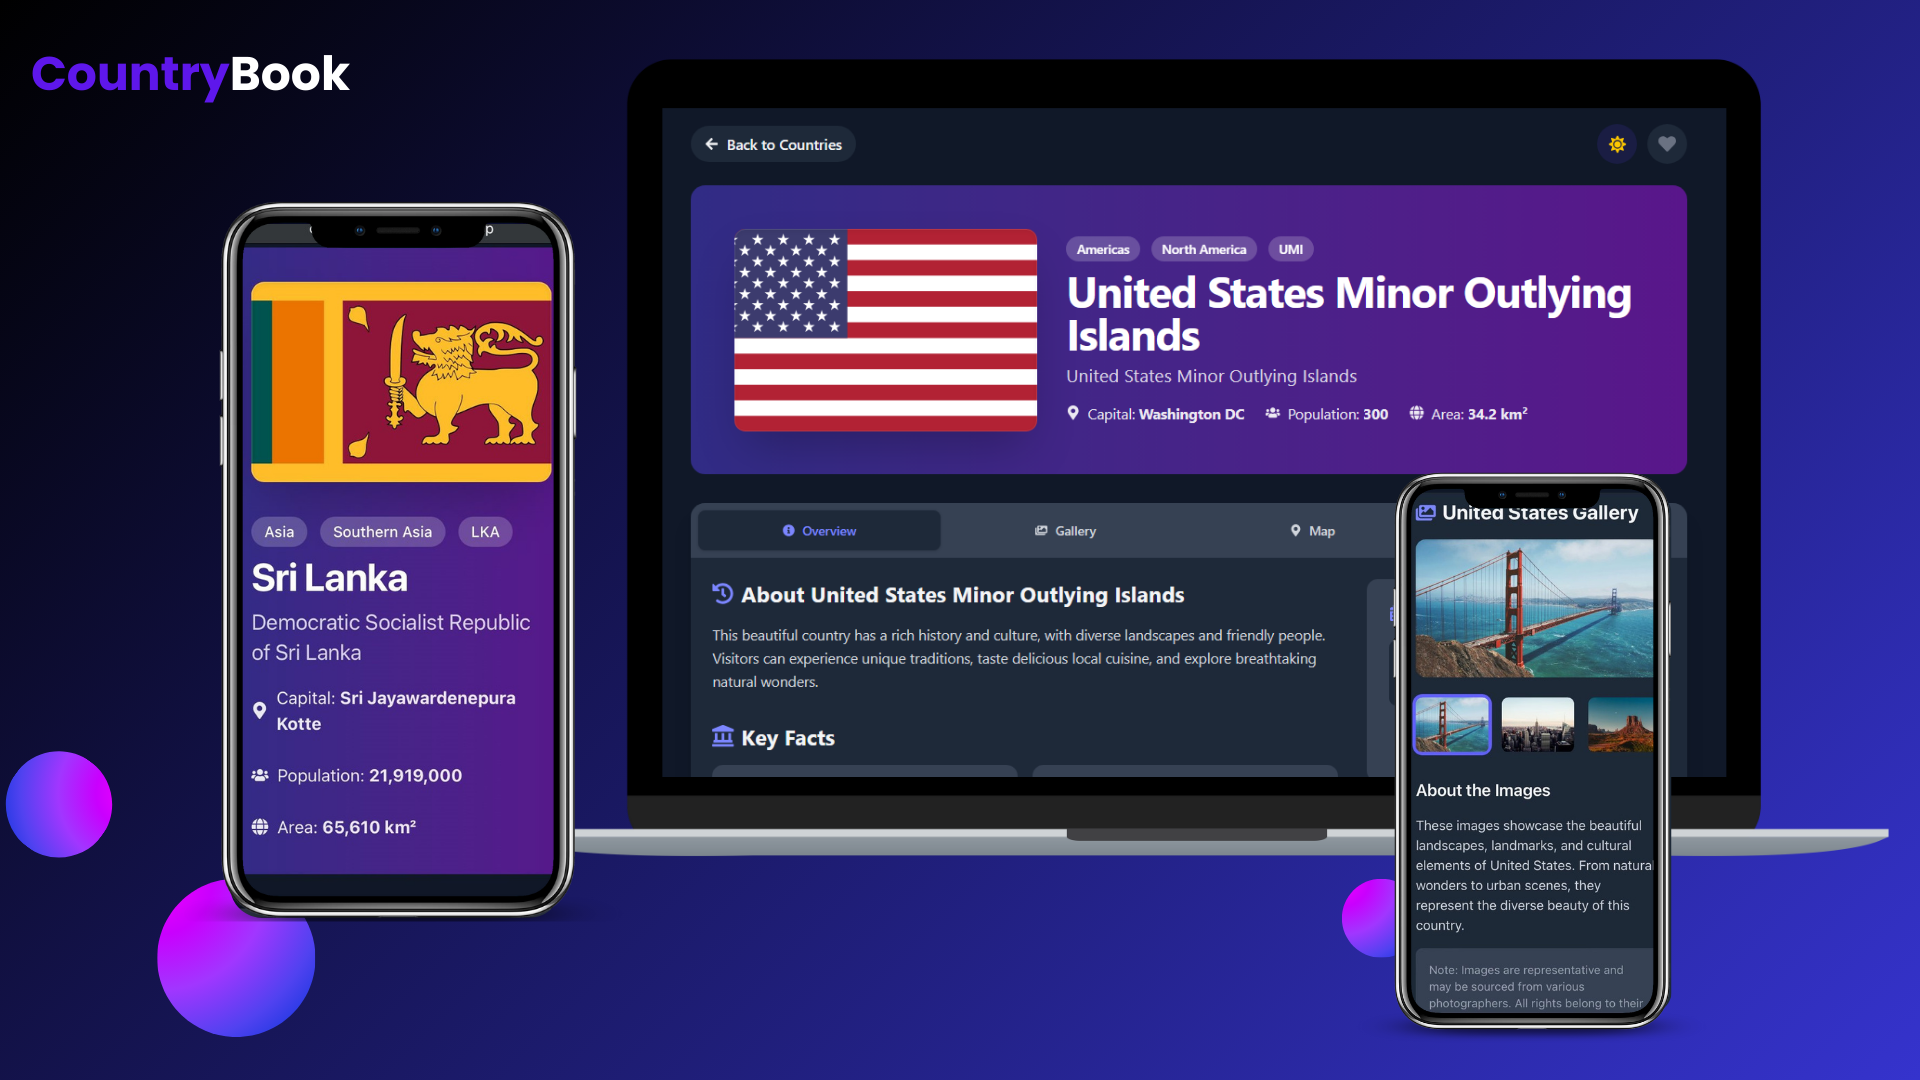 CountryBook
p
Asia
Southern Asia
LKA
Sri Lanka
Democratic Socialist Republic
of Sri Lanka
Capital: Sri Jayawardenepura
Kotte
Population: 21,919,000
Area: 65,610 km²
Back to Countries
Americas
North America
UMI
United States Minor Outlying
Islands
United States Minor Outlying Islands
Capital: Washington DC
Population: 300
Area: 34.2 km²
Overview
Gallery
Map
About United States Minor Outlying Islands
This beautiful country has a rich history and culture, with diverse landscapes and friendly people.
Visitors can experience unique traditions, taste delicious local cuisine, and explore breathtaking
natural wonders.
Key Facts
United States Gallery
About the Images
These images showcase the beautiful
landscapes, landmarks, and cultural
elements of United States. From natural
wonders to urban scenes, they
represent the diverse beauty of this
country.
Note: Images are representative and
may be sourced from various
photographers. All rights belong to their